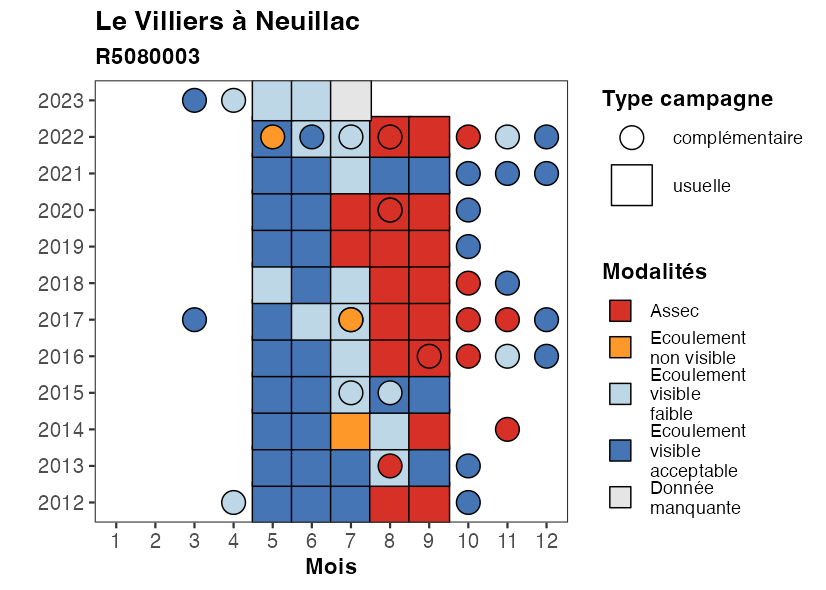 Le Villiers à Neuillac
R5080003
2023
2022
2021
2020
2019
2018
2017
2016
2015
2014
2013
2012
1 2 3 4 5 6 7 8 9 10 11 12
Mois
Type campagne
complémentaire
usuelle
Modalités
Assec
Ecoulement
non visible
Ecoulement
visible
faible
Ecoulement
visible
acceptable
Donnée
manquante